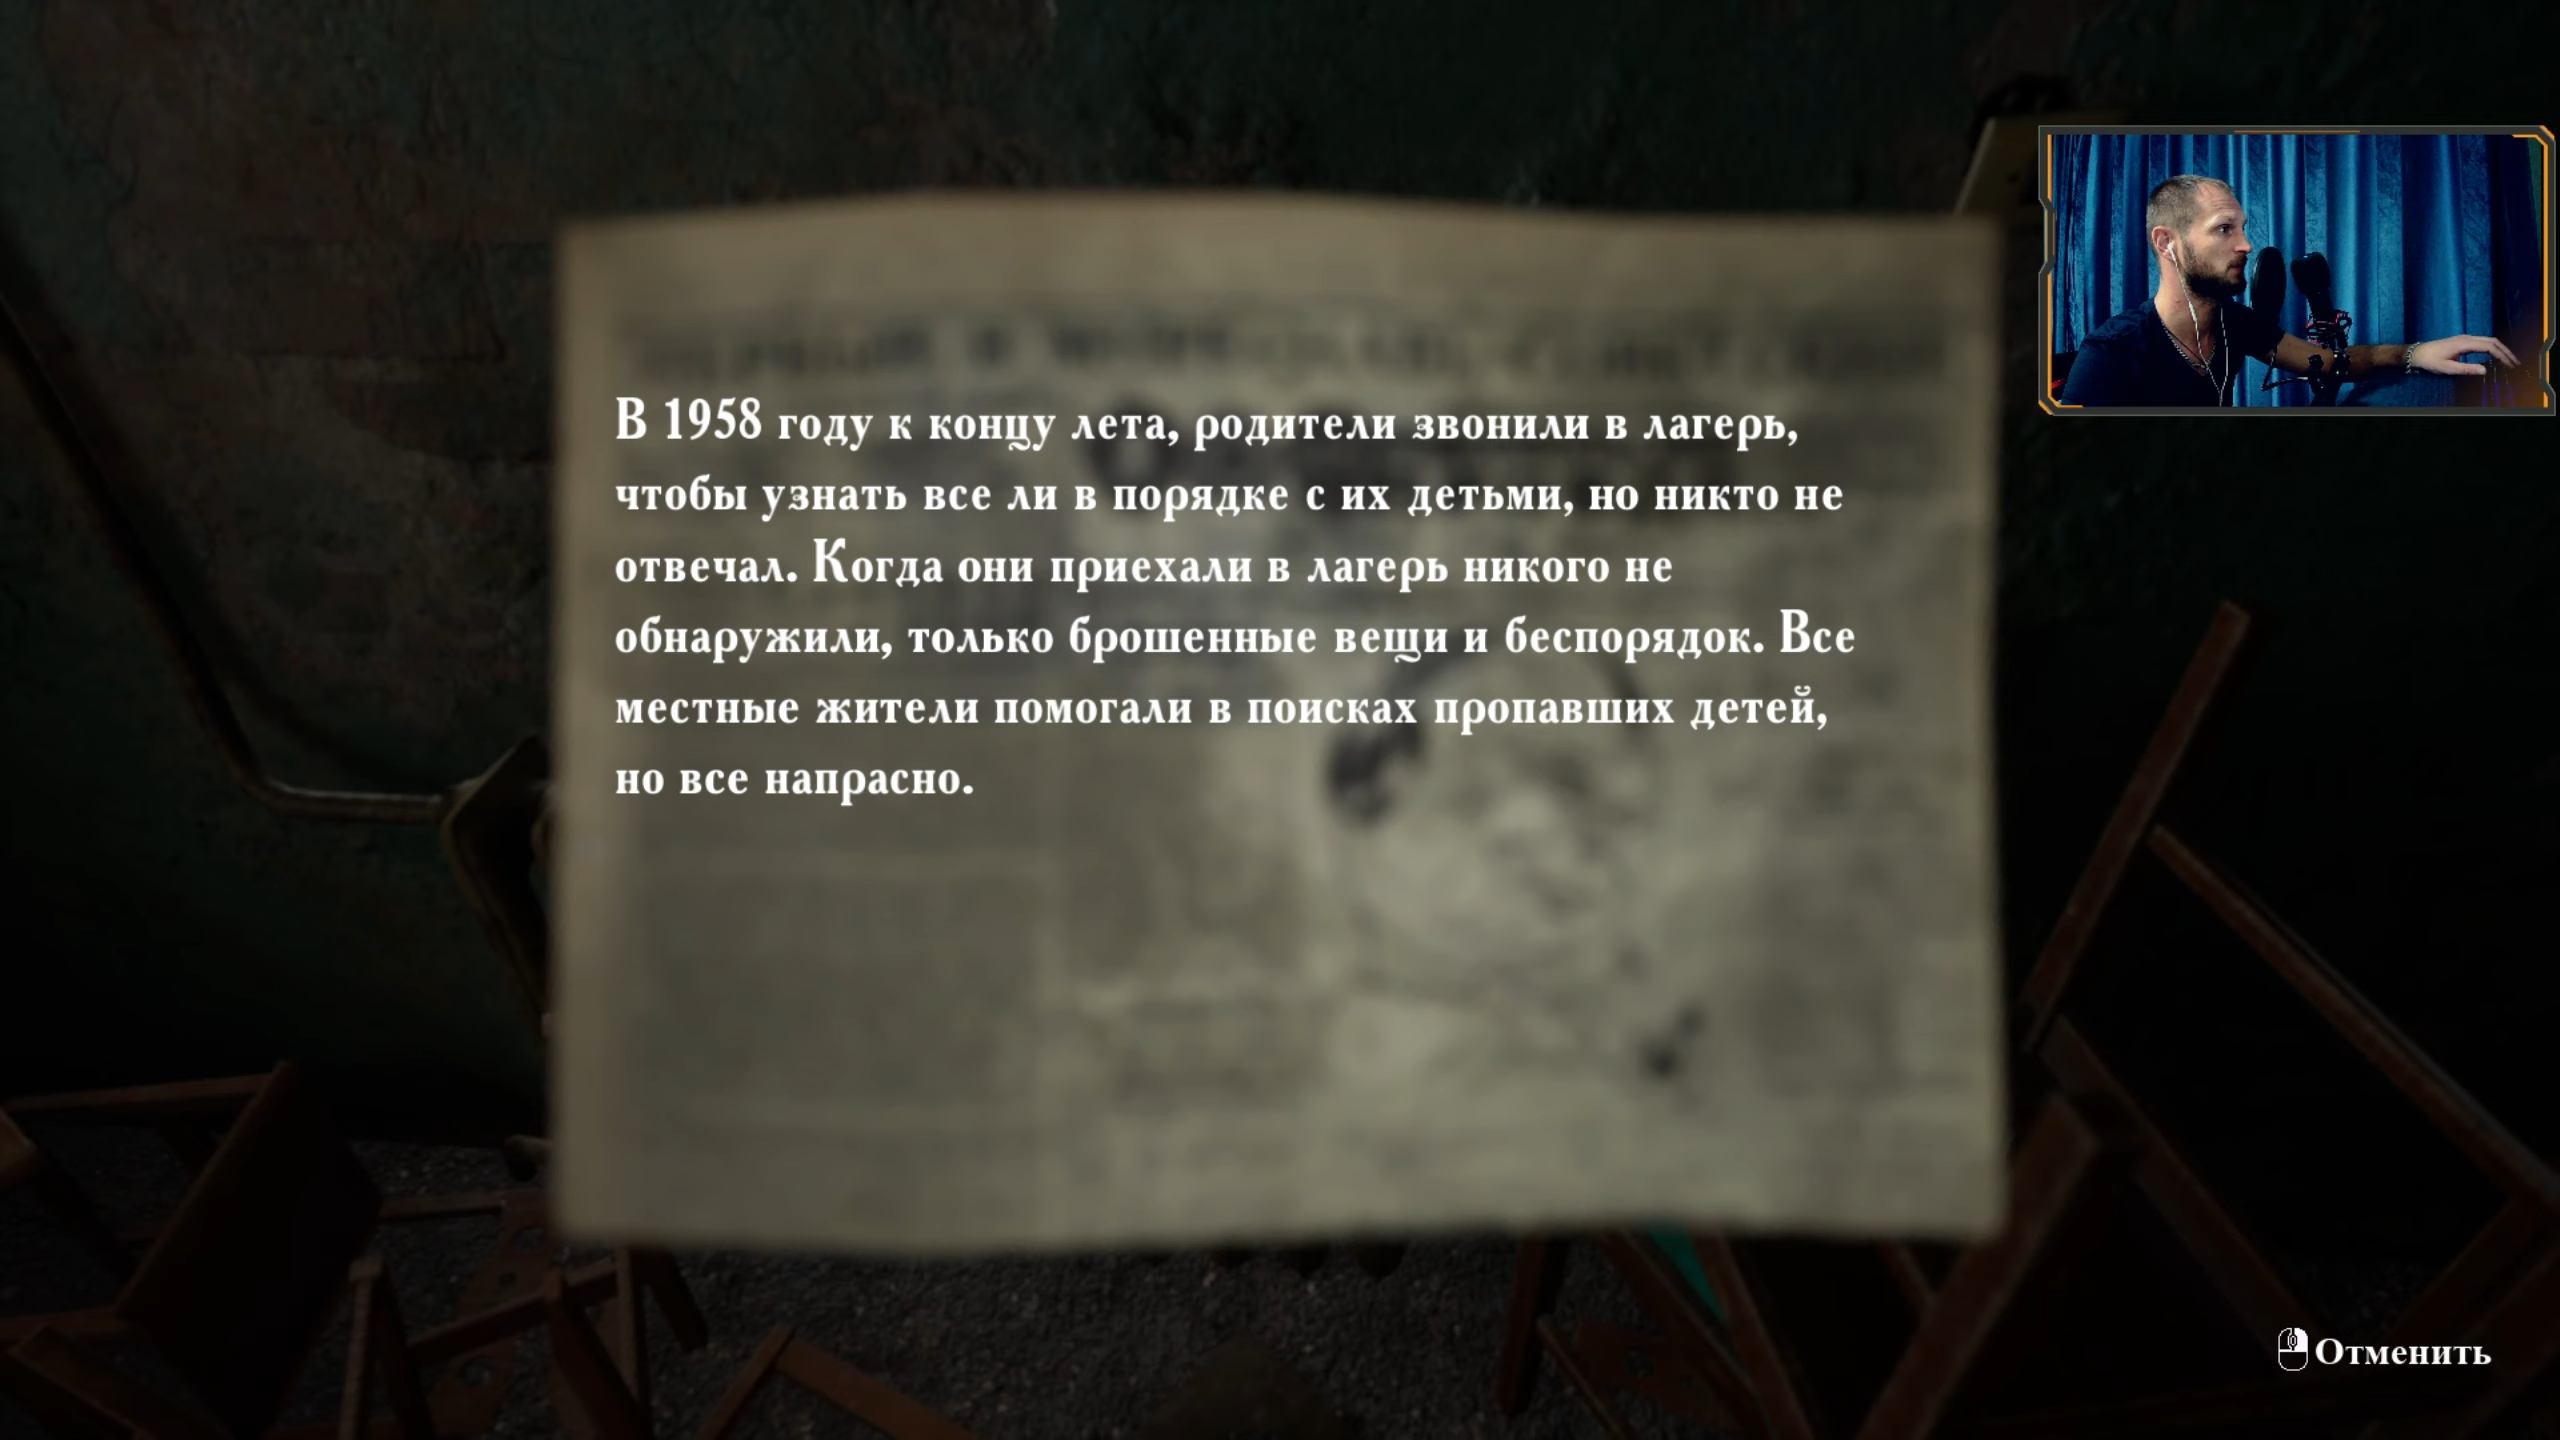 В 1958 году к концу лета, родители звонили в лагерь,
чтобы узнать все ли в порядке с их детьми, но никто не
отвечал. Когда они приехали в лагерь никого не
обнаружили, только брошенные вещи и беспорядок. Все
местные жители помогали в поисках пропавших детей,
но все напрасно.
Отменить